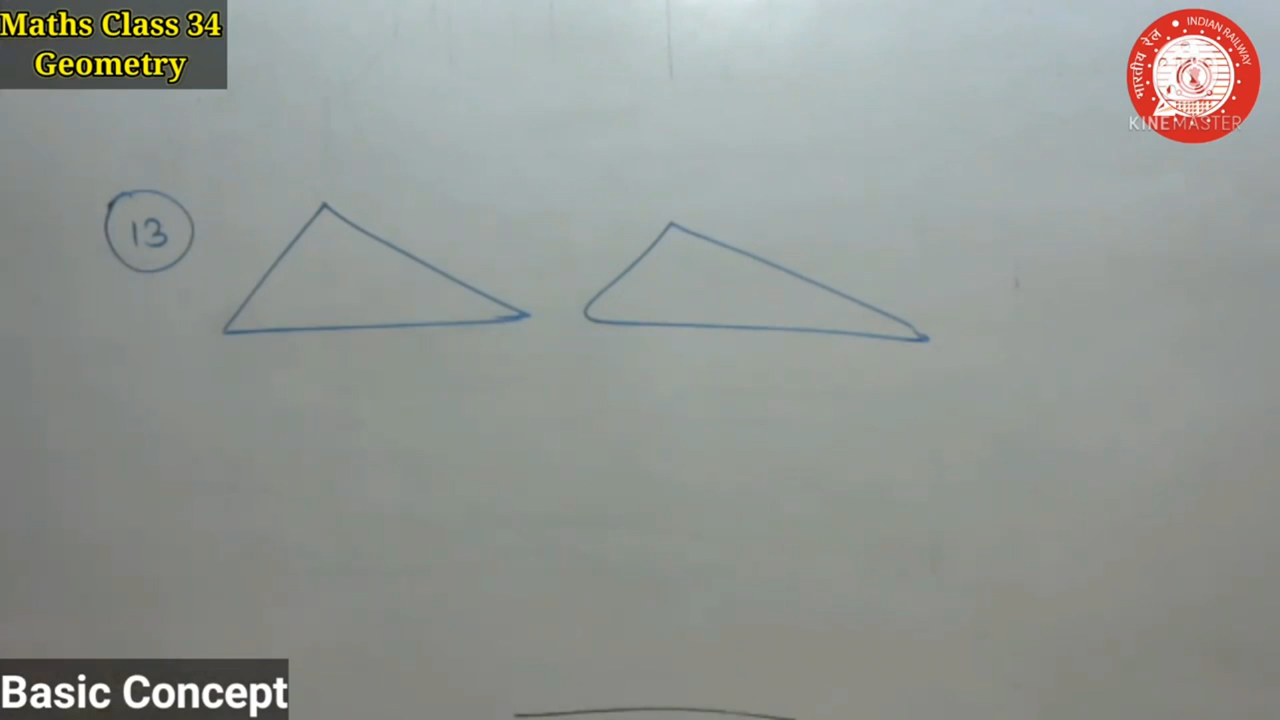 Maths Class 34
Geometry
भारतीय रेल
INDIAN RAILWAY
KINEMASTER
13
Basic Concept